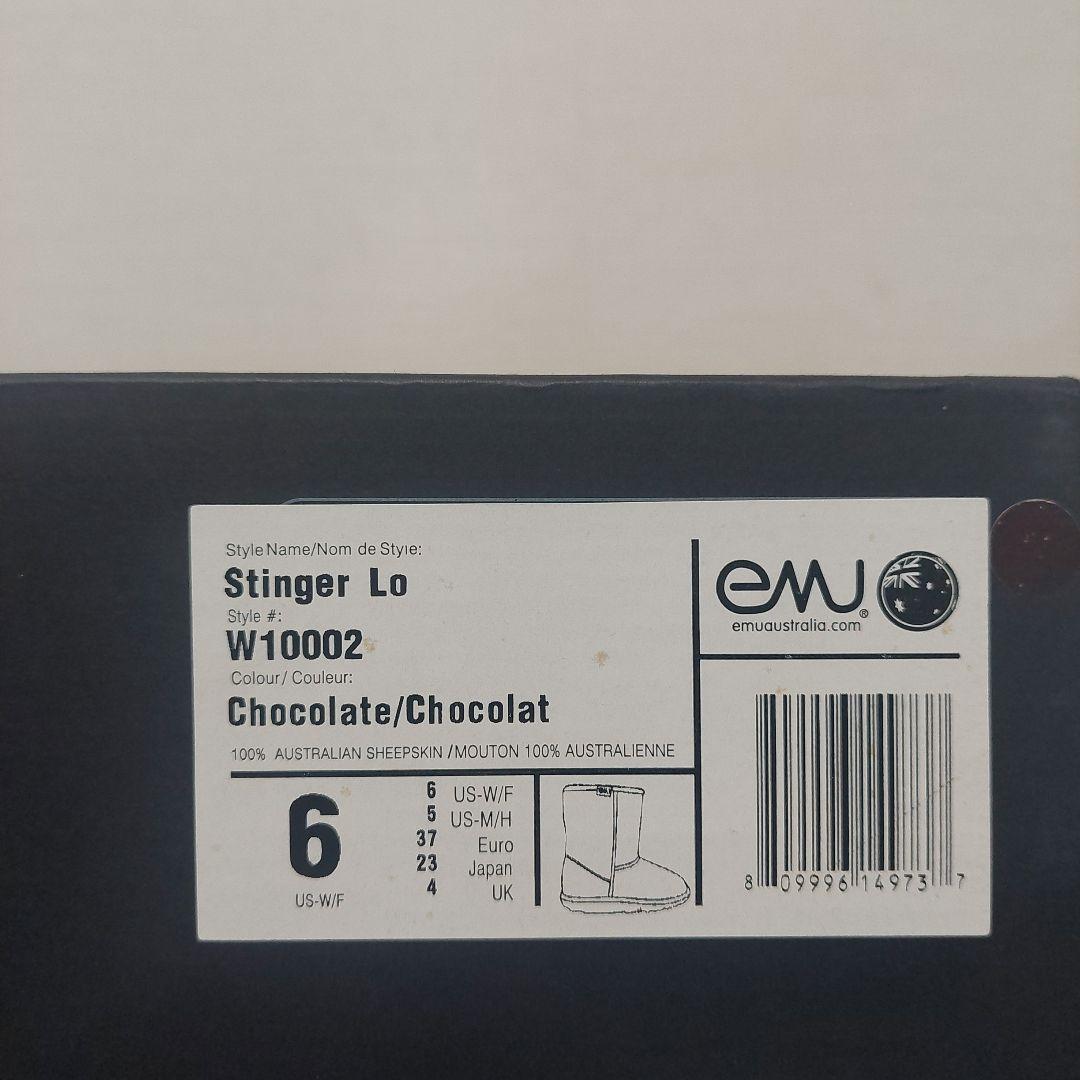 Style Name/Nom de Style:
Stinger Lo
Style #:
W10002
Colour/ Couleur:
Chocolate/Chocolat
100% AUSTRALIAN SHEEPSKIN /MOUTON 100% AUSTRALIENNE
6
US-W/F
6 US-W/F
5 US-M/H
37 Euro
23 Japan
4 UK
emu®
emuaustralia.com
8 09996 14973 7